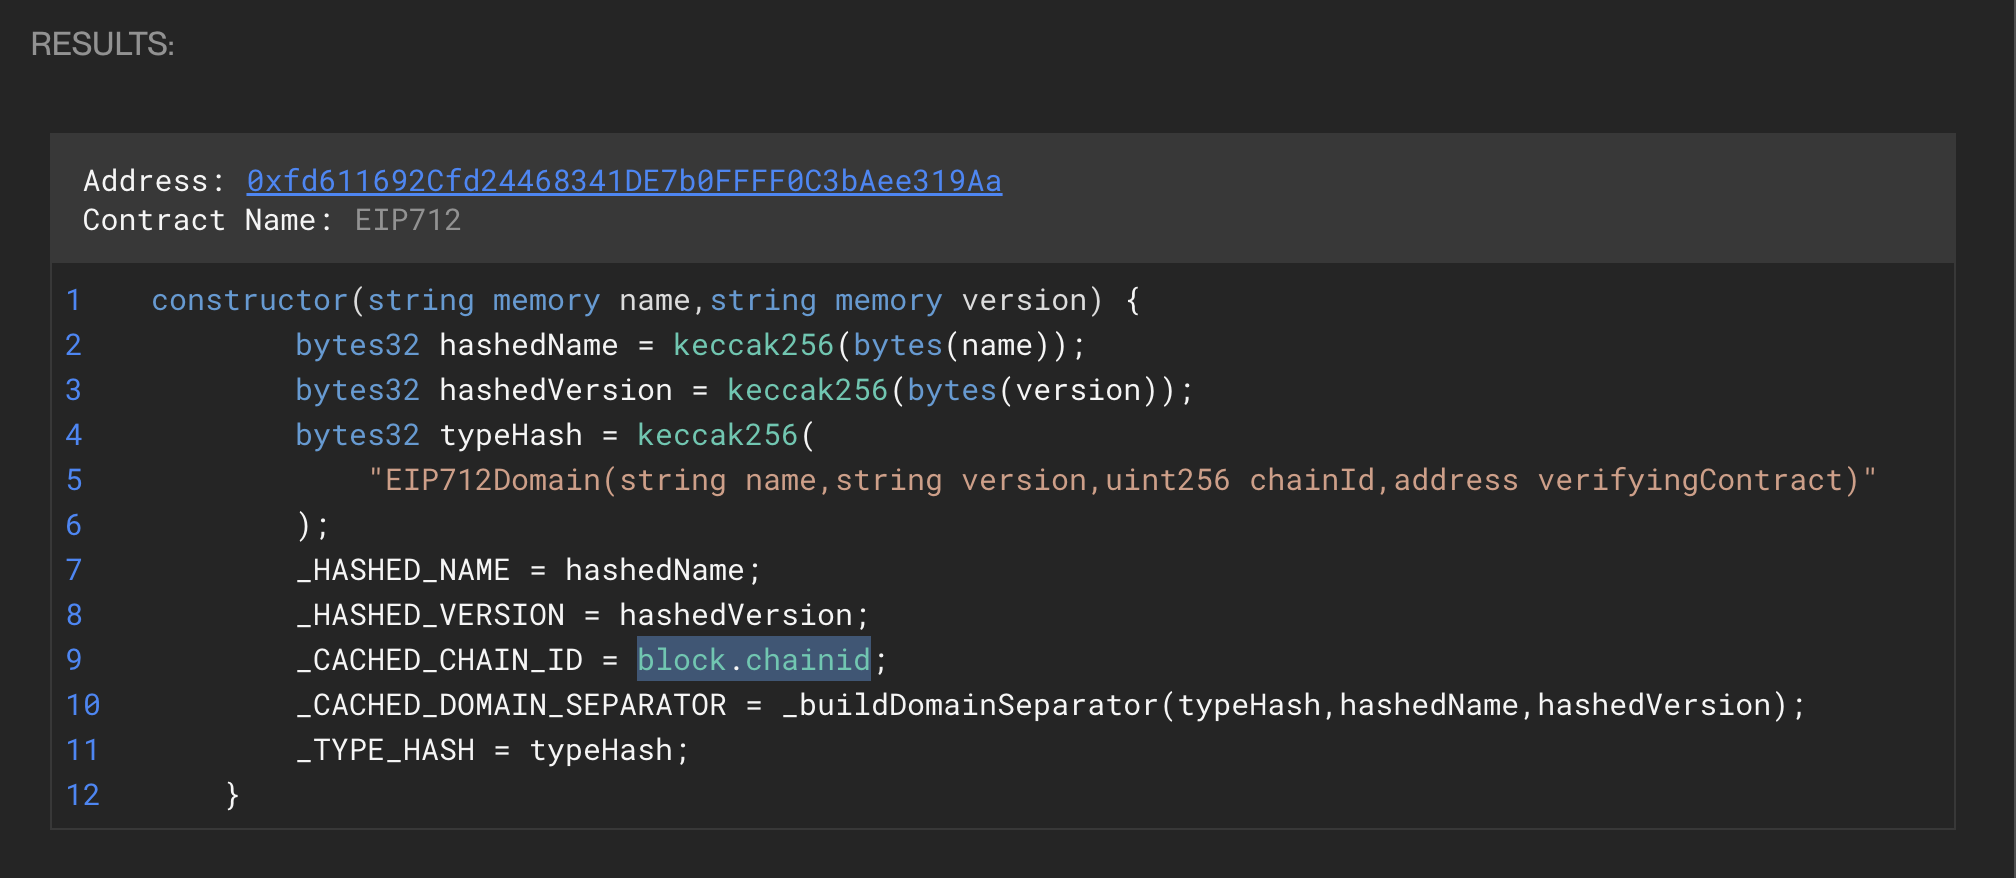 RESULTS:
Address: 0xfd611692Cfd24468341DE7b0FFFF0C3bAee319Aa
Contract Name: EIP712
1 constructor(string memory name,string memory version) {
2 bytes32 hashedName = keccak256(bytes(name));
3 bytes32 hashedVersion = keccak256(bytes(version));
4 bytes32 typeHash = keccak256(
5 "EIP712Domain(string name,string version,uint256 chainId,address verifyingContract)"
6 );
7 _HASHED_NAME = hashedName;
8 _HASHED_VERSION = hashedVersion;
9 _CACHED_CHAIN_ID = block.chainid;
10 _CACHED_DOMAIN_SEPARATOR = _buildDomainSeparator(typeHash,hashedName,hashedVersion);
11 _TYPE_HASH = typeHash;
12 }